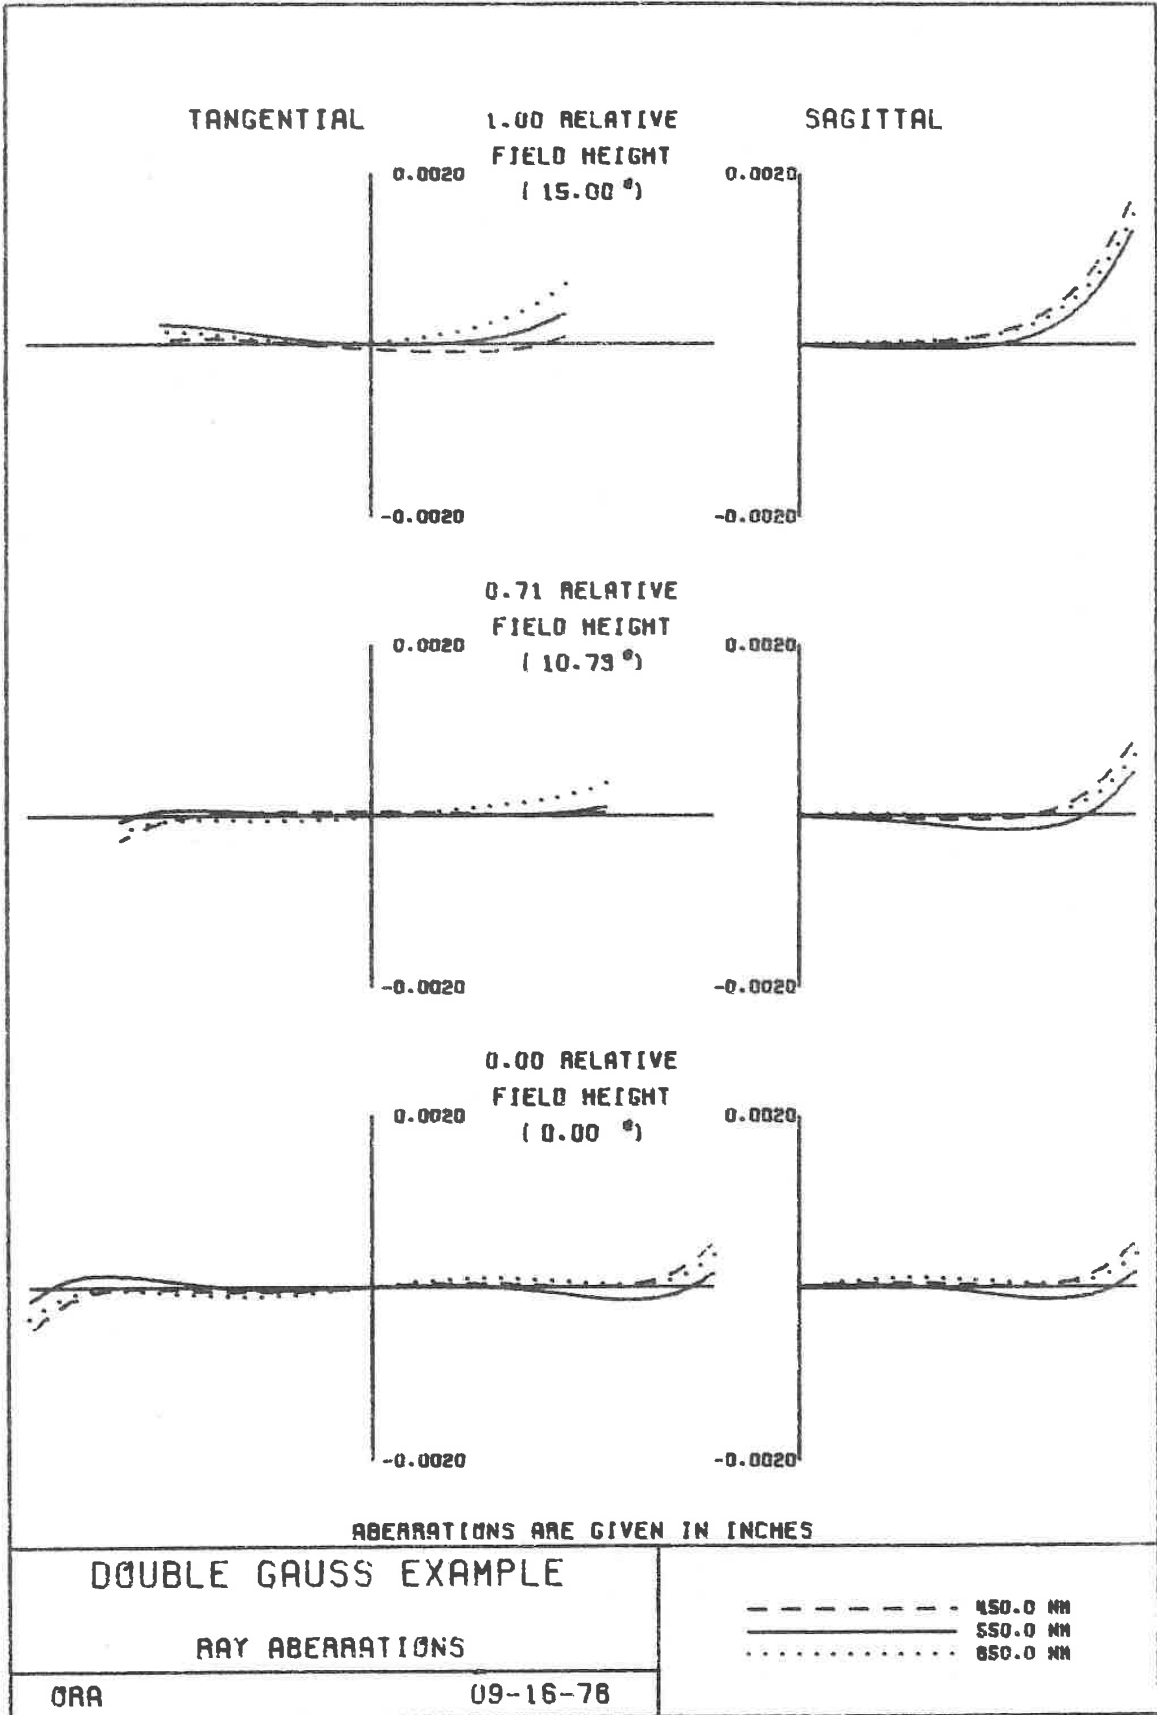 TANGENTIAL 1.00 RELATIVE SAGITTAL
FIELD HEIGHT
0.0020 ( 15.00 °) 0.0020
-0.0020 -0.0020
0.71 RELATIVE
FIELD HEIGHT
0.0020 ( 10.73 °) 0.0020
-0.0020 -0.0020
0.00 RELATIVE
FIELD HEIGHT
0.0020 ( 0.00 °) 0.0020
-0.0020 -0.0020
ABERRATIONS ARE GIVEN IN INCHES
DOUBLE GAUSS EXAMPLE
RAY ABERRATIONS
ORA 09-16-76
450.0 NM
550.0 NM
650.0 NM